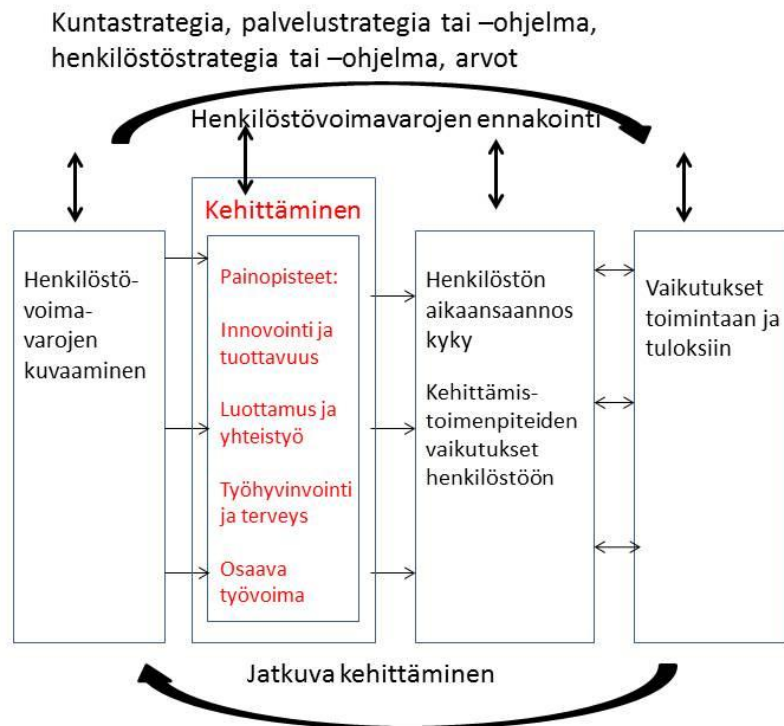 Kuntastrategia, palvelustrategia tai –ohjelma,
henkilöstöstrategia tai –ohjelma, arvot
Henkilöstövoimavarojen ennakointi
Henkilöstö-
voima-
varojen
kuvaaminen
Kehittäminen
Painopisteet:
Innovointi ja
tuottavuus
Luottamus ja
yhteistyö
Työhyvinvointi
ja terveys
Osaava
työvoima
Henkilöstön
aikaansaannos
kyky
Kehittämis-
toimenpiteiden
vaikutukset
henkilöstöön
Vaikutukset
toimintaan ja
tuloksiin
Jatkuva kehittäminen